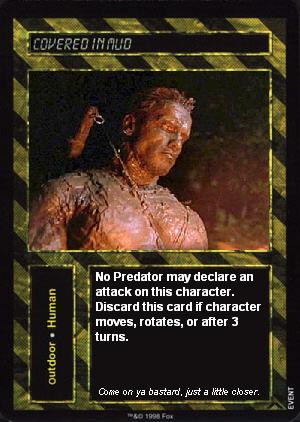 COVERED IN MUD
No Predator may declare an
attack on this character.
Discard this card if character
moves, rotates, or after 3
turns.
outdoor • Human
Come on ya bastard, just a little closer.
EVENT
™&© 1998 Fox